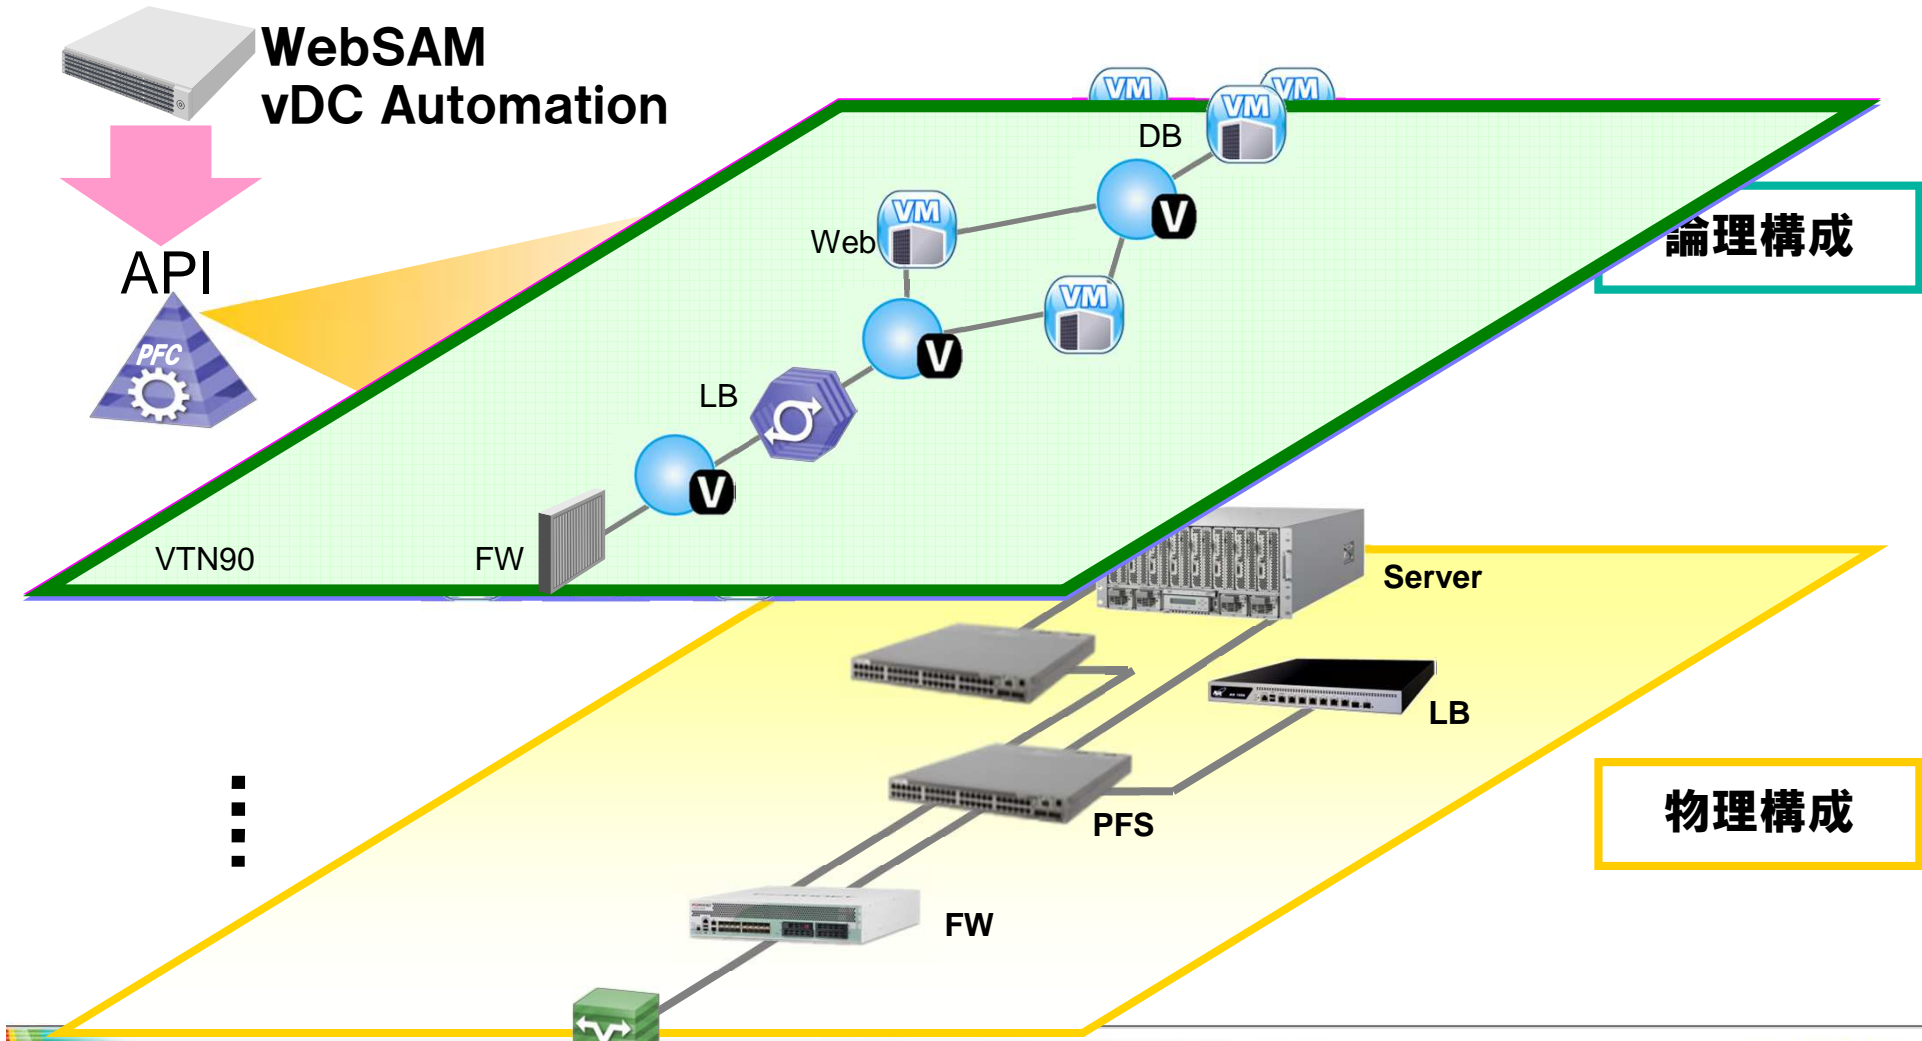 WebSAM
vDC Automation
API
PFC
VM
VM
VM
DB
VM
Web
V
VM
V
LB
V
VTN90
FW
論理構成
Server
LB
PFS
FW
物理構成